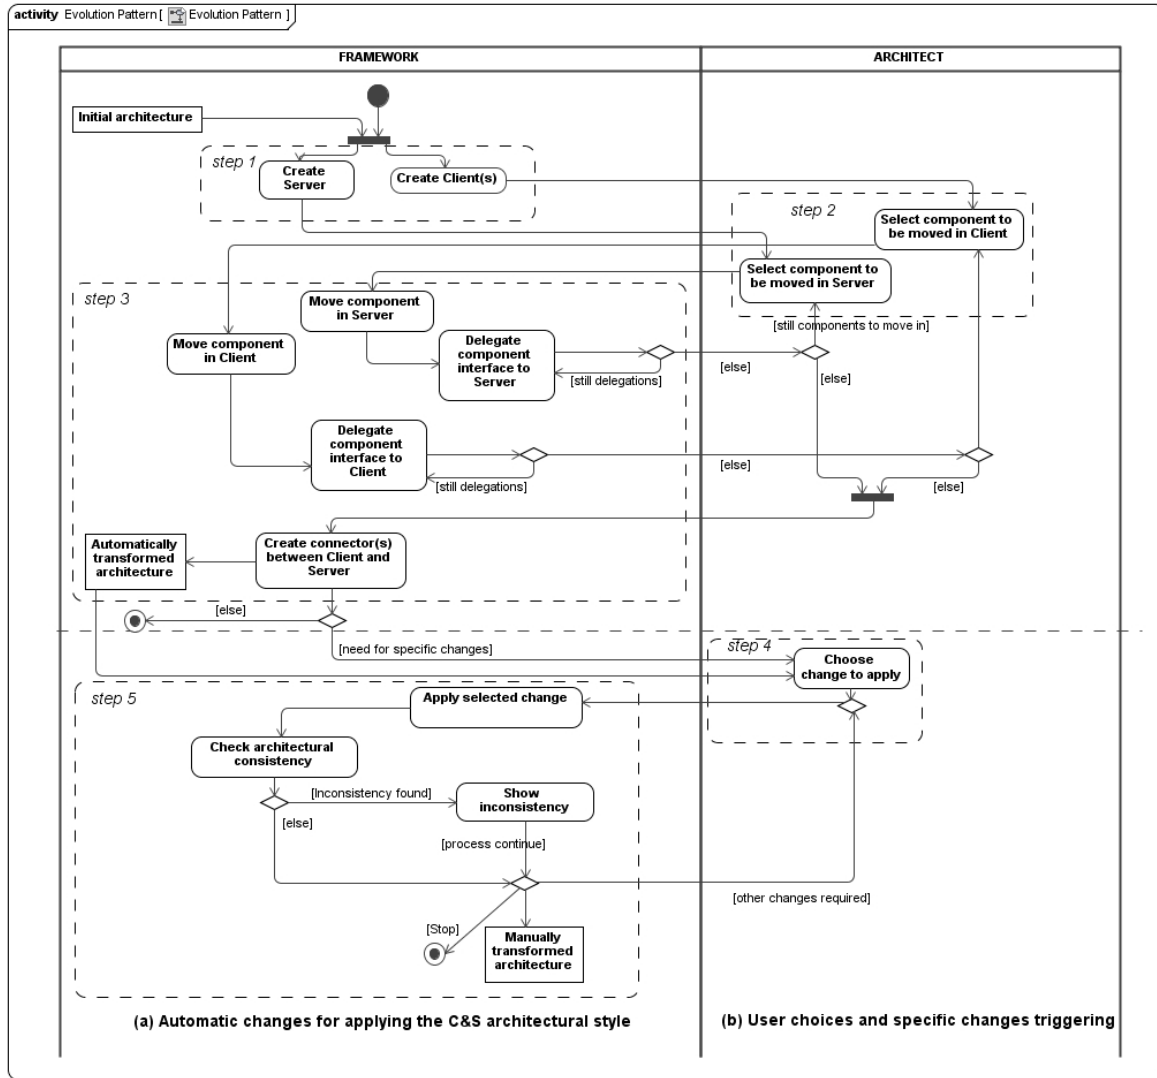 activity Evolution Pattern [ Evolution Pattern ]
FRAMEWORK
ARCHITECT
Initial architecture
step 1
Create
Server
Create Client(s)
step 2
Select component to
be moved in Client
Select component to
be moved in Server
step 3
Move component
in Server
[still components to move in]
Move component
in Client
Delegate
component
interface to
Server
[still delegations]
[else]
[else]
Delegate
component
interface to
Client
[still delegations]
[else]
[else]
Automatically
transformed
architecture
Create connector(s)
between Client and
Server
[else]
[need for specific changes]
step 4
Choose
change to apply
step 5
Apply selected change
Check architectural
consistency
[Inconsistency found]
Show
inconsistency
[else]
[process continue]
[other changes required]
[Stop]
Manually
transformed
architecture
(a) Automatic changes for applying the C&S architectural style
(b) User choices and specific changes triggering